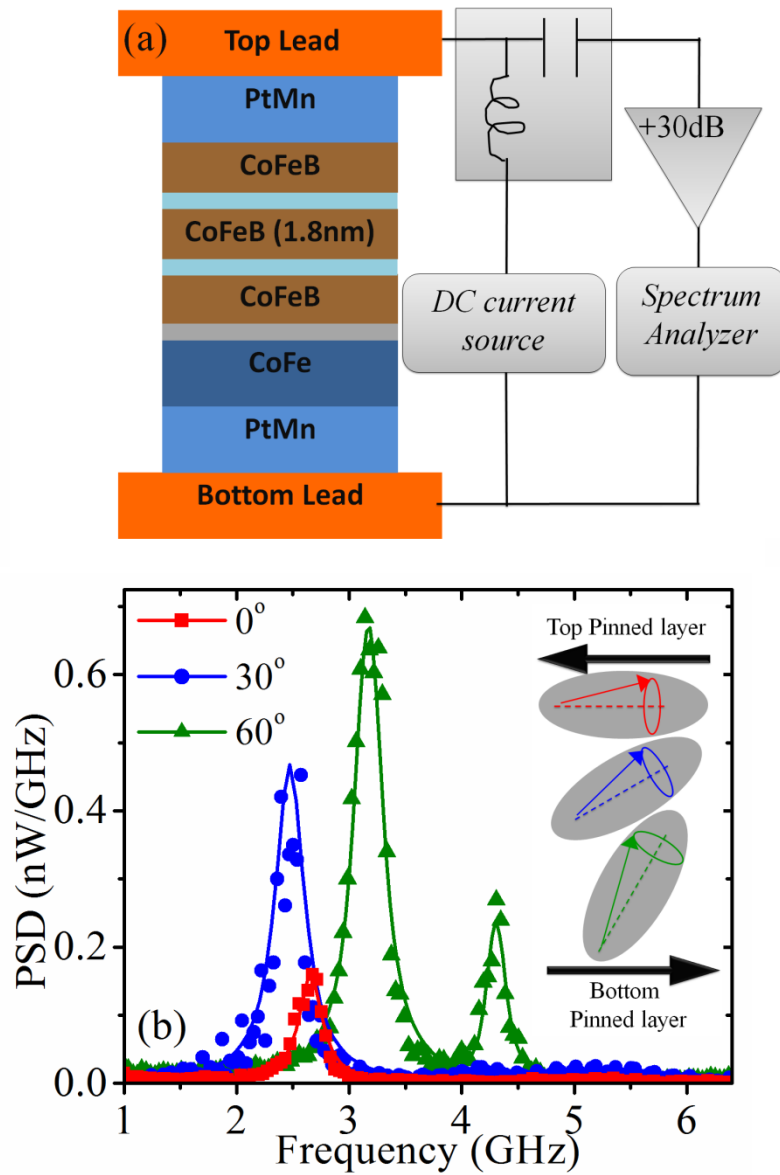 (a)
Top Lead
PtMn
CoFeB
CoFeB (1.8nm)
CoFeB
CoFe
PtMn
Bottom Lead
+30dB
DC current
source
Spectrum
Analyzer
PSD (nW/GHz)
0.6
0.4
0.2
0.0
0°
30°
60°
Top Pinned layer
Bottom
Pinned layer
(b)
1 2 3 4 5 6
Frequency (GHz)